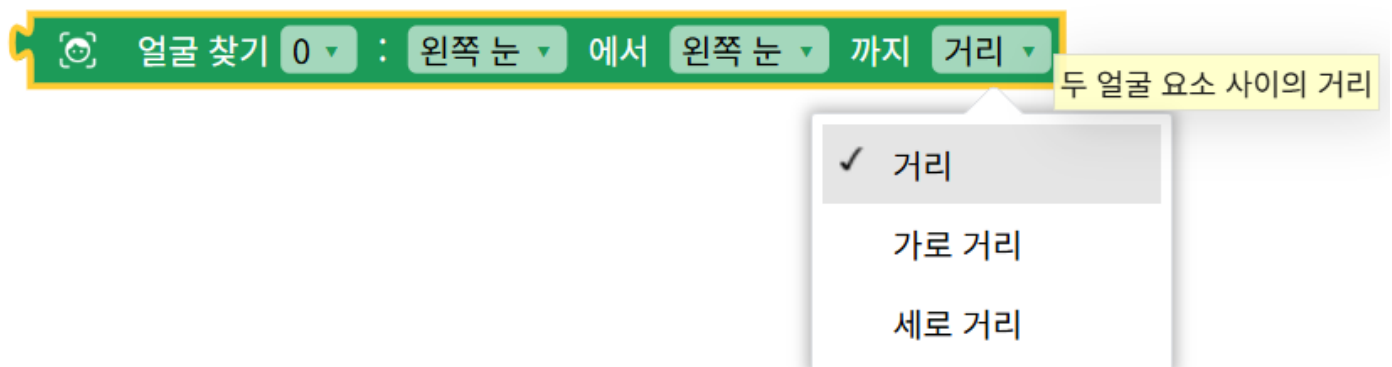 얼굴 찾기 0 : 왼쪽 눈 에서 왼쪽 눈 까지 거리
두 얼굴 요소 사이의 거리
거리
가로 거리
세로 거리